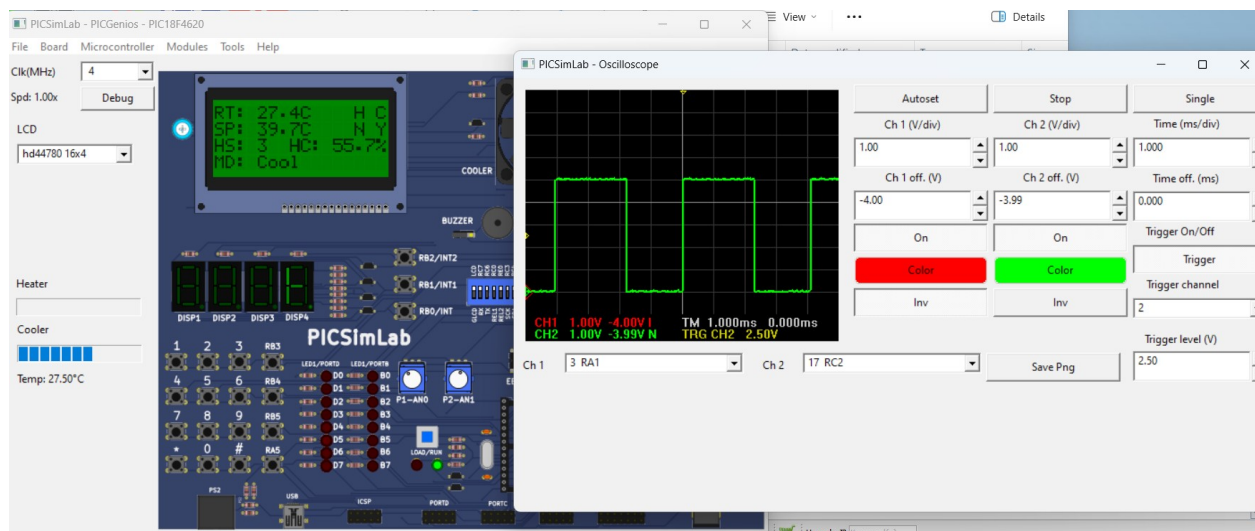 PICSimLab - PICGenios - PIC18F4620
File Board Microcontroller Modules Tools Help
Clk(MHz) 4
Spd: 1.00x Debug
LCD
hd44780 16x4
Heater
Cooler
Temp: 27.50°C
RT: 27.4C H C
SP: 39.7C N Y
HS: 3 HC: 55.7%
MD: Cool
COOLER
BUZZER
RB2/INT2
RB1/INT1
RB0/INT
DISP1 DISP2 DISP3 DISP4
PICSimLab
1 2 3 RB3
4 5 6 RB4
7 8 9 RB5
* 0 # RA5
LED1/PORTD LED1/PORTB
D0 B0
D1 B1
D2 B2
D3 B3
D4 B4
D5 B5
D6 B6
D7 B7
P1-AN0 P2-AN1
LOAD/RUN
PS2
USB
ICSP
PORTD
PORTC
View
Details
PICSimLab - Oscilloscope
CH1 1.00V -4.00V I TM 1.000ms 0.000ms
CH2 1.00V -3.99V N TRG CH2 2.50V
Ch 1 3 RA1
Ch 2 17 RC2
Autoset Stop Single
Ch 1 (V/div) Ch 2 (V/div) Time (ms/div)
1.00 1.00 1.000
Ch 1 off. (V) Ch 2 off. (V) Time off. (ms)
-4.00 -3.99 0.000
On On Trigger On/Off
Color Color Trigger
Inv Inv Trigger channel
2
Trigger level (V)
2.50
Save Png